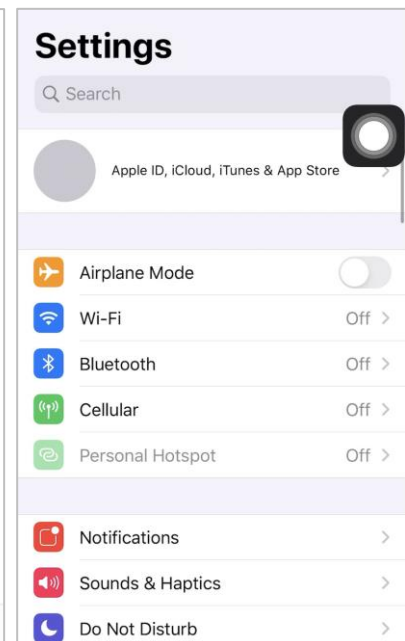 Settings
Search
Apple ID, iCloud, iTunes & App Store
Airplane Mode
Wi-Fi Off
Bluetooth Off
Cellular Off
Personal Hotspot Off
Notifications
Sounds & Haptics
Do Not Disturb